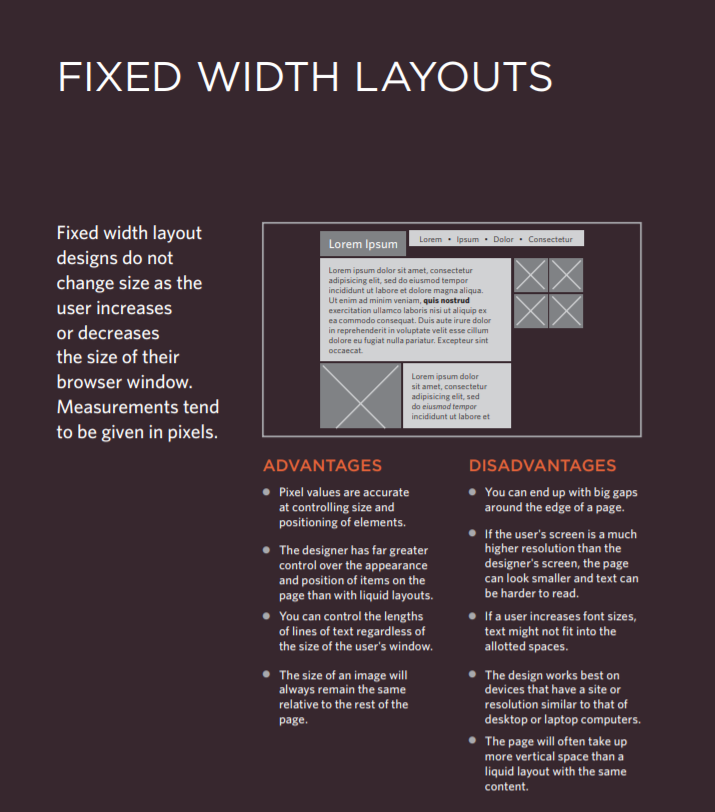 FIXED WIDTH LAYOUTS
Fixed width layout
designs do not
change size as the
user increases
or decreases
the size of their
browser window.
Measurements tend
to be given in pixels.
Lorem Ipsum
Lorem • Ipsum • Dolor • Consectetur
Lorem ipsum dolor sit amet, consectetur
adipisicing elit, sed do eiusmod tempor
incididunt ut labore et dolore magna aliqua.
Ut enim ad minim veniam, quis nostrud
exercitation ullamco laboris nisi ut aliquip ex
ea commodo consequat. Duis aute irure dolor
in reprehenderit in voluptate velit esse cillum
dolore eu fugiat nulla pariatur. Excepteur sint
occaecat.
Lorem ipsum dolor
sit amet, consectetur
adipisicing elit, sed
do eiusmod tempor
incididunt ut labore et
ADVANTAGES
Pixel values are accurate
at controlling size and
positioning of elements.
The designer has far greater
control over the appearance
and position of items on the
page than with liquid layouts.
You can control the lengths
of lines of text regardless of
the size of the user's window.
The size of an image will
always remain the same
relative to the rest of the
page.
DISADVANTAGES
You can end up with big gaps
around the edge of a page.
If the user's screen is a much
higher resolution than the
designer's screen, the page
can look smaller and text can
be harder to read.
If a user increases font sizes,
text might not fit into the
allotted spaces.
The design works best on
devices that have a site or
resolution similar to that of
desktop or laptop computers.
The page will often take up
more vertical space than a
liquid layout with the same
content.